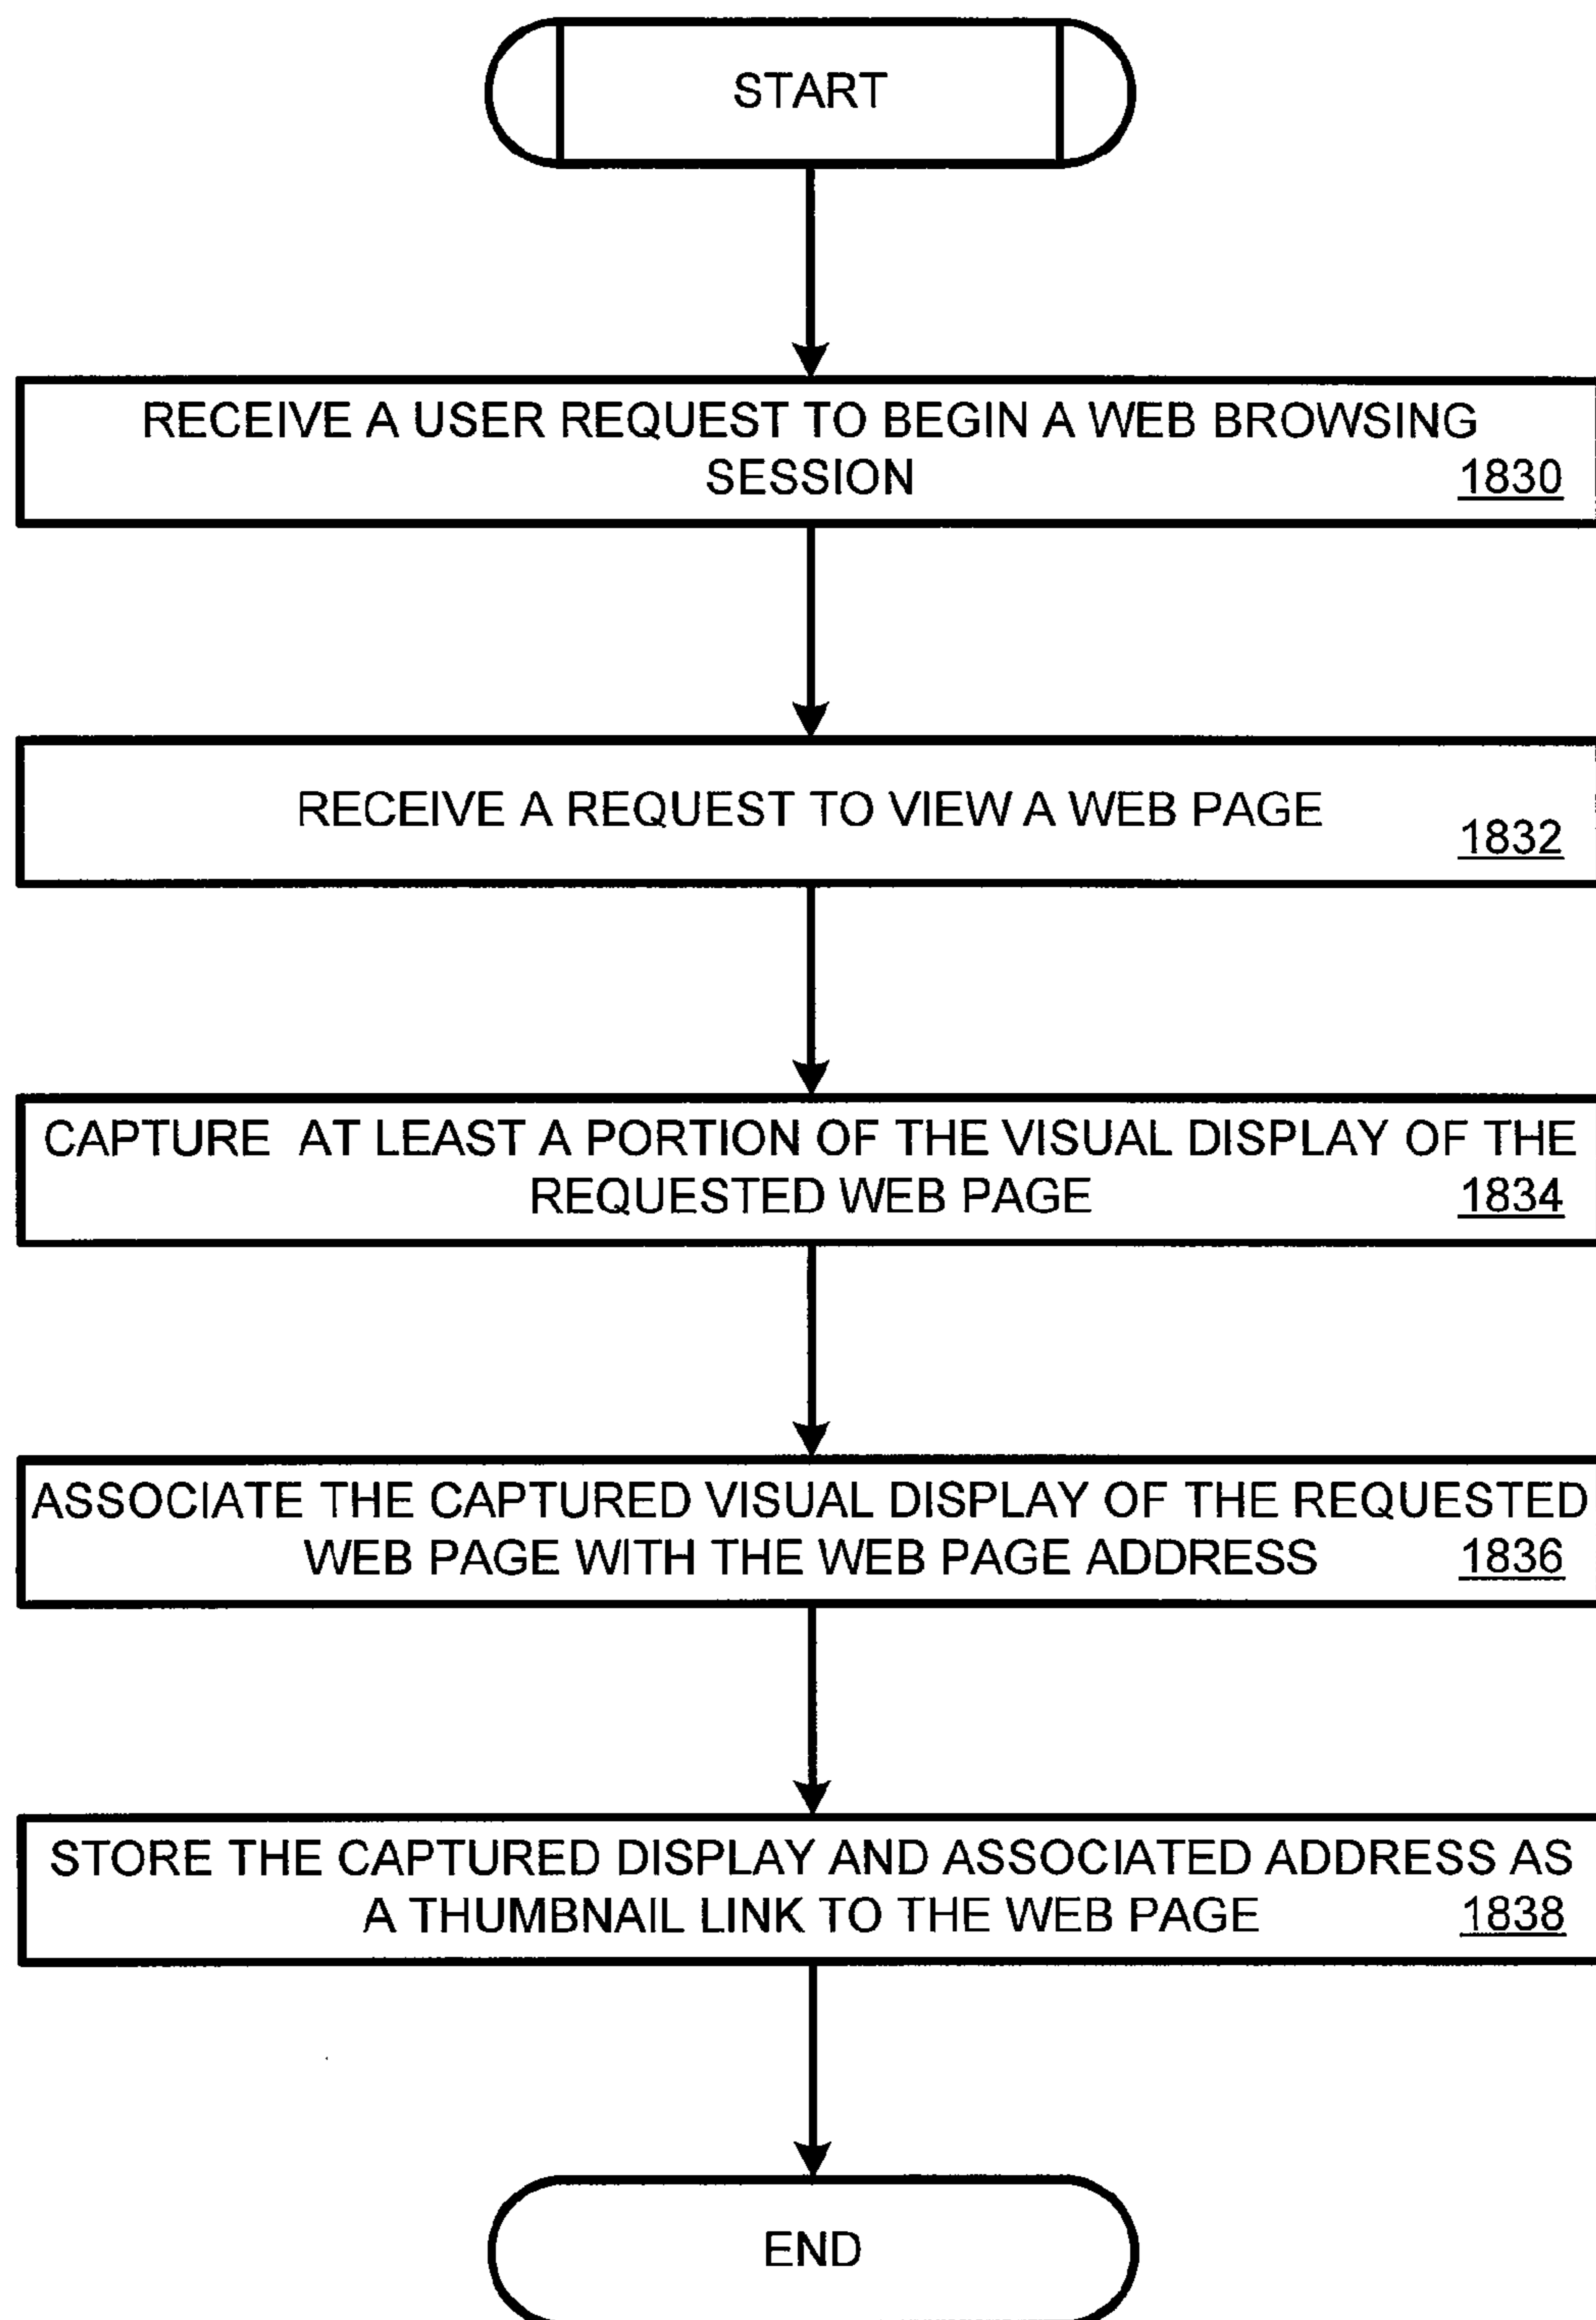 START
RECEIVE A USER REQUEST TO BEGIN A WEB BROWSING
SESSION 1830
RECEIVE A REQUEST TO VIEW A WEB PAGE
1832
CAPTURE AT LEAST A PORTION OF THE VISUAL DISPLAY OF THE
REQUESTED WEB PAGE 1834
ASSOCIATE THE CAPTURED VISUAL DISPLAY OF THE REQUESTED
WEB PAGE WITH THE WEB PAGE ADDRESS 1836
STORE THE CAPTURED DISPLAY AND ASSOCIATED ADDRESS AS
A THUMBNAIL LINK TO THE WEB PAGE 1838
END